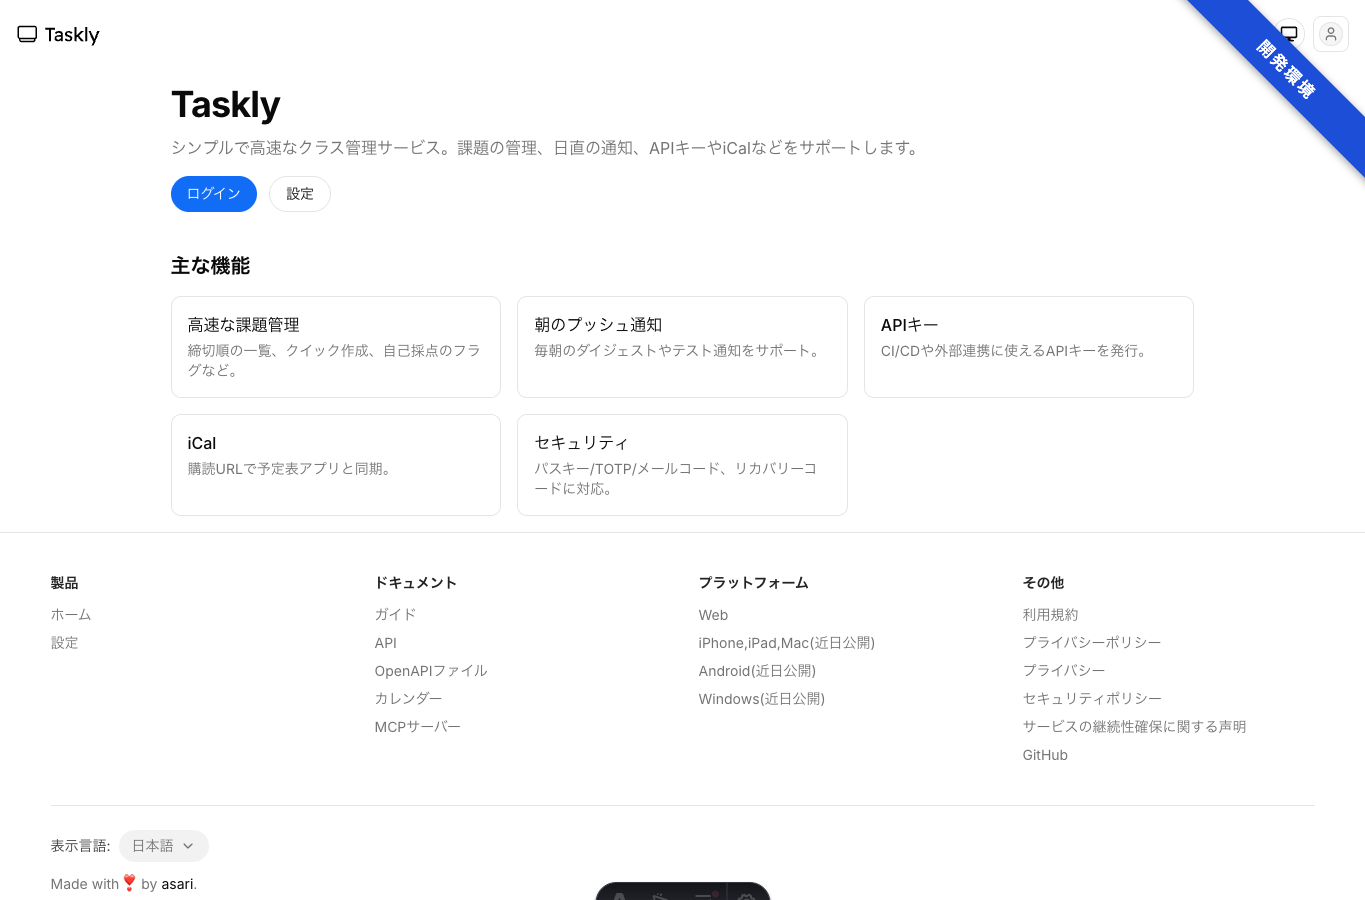 Taskly
開発環境
Taskly
シンプルで高速なクラス管理サービス。課題の管理、日直の通知、APIキーやiCalなどをサポートします。
ログイン
設定
主な機能
高速な課題管理
締切順の一覧、クイック作成、自己採点のフラ
グなど。
朝のプッシュ通知
毎朝のダイジェストやテスト通知をサポート。
APIキー
CI/CDや外部連携に使えるAPIキーを発行。
iCal
購読URLで予定表アプリと同期。
セキュリティ
パスキー/TOTP/メールコード、リカバリーコ
ードに対応。
製品
ホーム
設定
ドキュメント
ガイド
API
OpenAPIファイル
カレンダー
MCPサーバー
プラットフォーム
Web
iPhone,iPad,Mac(近日公開)
Android(近日公開)
Windows(近日公開)
その他
利用規約
プライバシーポリシー
プライバシー
セキュリティポリシー
サービスの継続性確保に関する声明
GitHub
表示言語:
日本語
Made with ❣️ by asari.